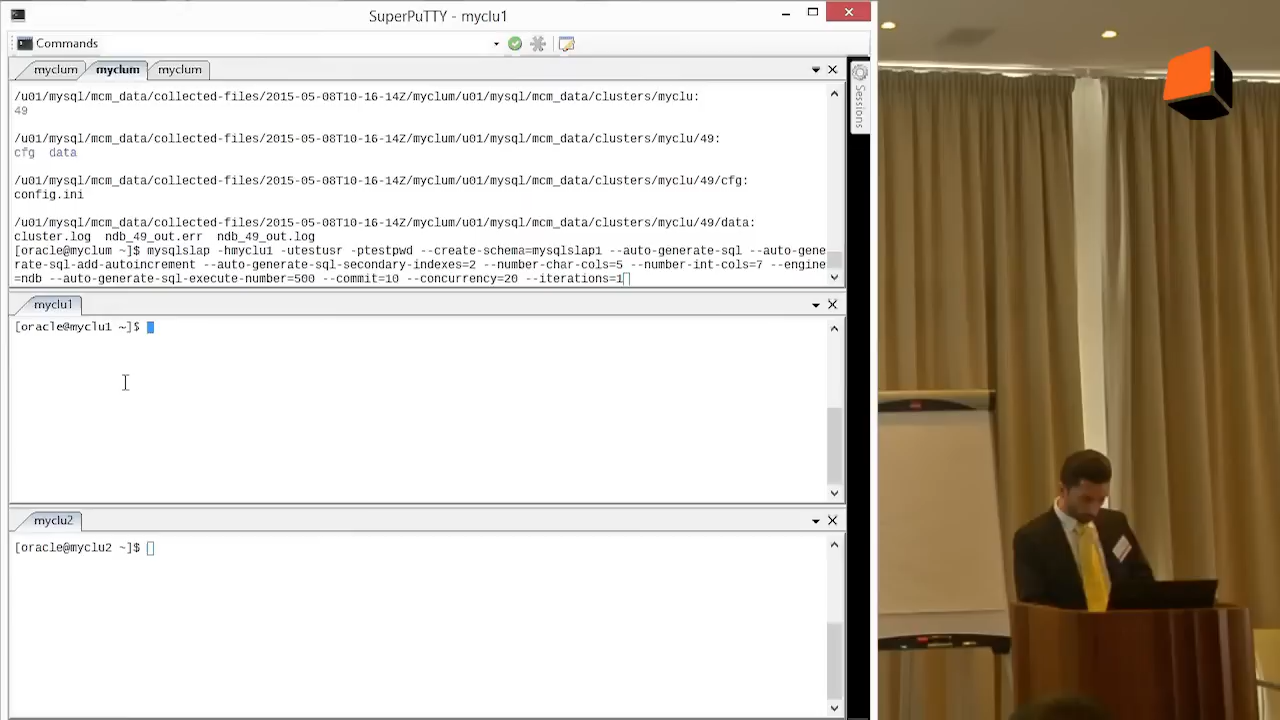 SuperPuTTY - myclu1
Commands
myclum
myclum
myclum
Sessions
/u01/mysql/mcm_data/collected-files/2015-05-08T10-16-14Z/myclum/u01/mysql/mcm_data/clusters/myclu:
49
/u01/mysql/mcm_data/collected-files/2015-05-08T10-16-14Z/myclum/u01/mysql/mcm_data/clusters/myclu/49:
cfg data
/u01/mysql/mcm_data/collected-files/2015-05-08T10-16-14Z/myclum/u01/mysql/mcm_data/clusters/myclu/49/cfg:
config.ini
/u01/mysql/mcm_data/collected-files/2015-05-08T10-16-14Z/myclum/u01/mysql/mcm_data/clusters/myclu/49/data:
cluster.log ndb_49_out.err ndb_49_out.log
[oracle@myclum ~]$ mysqlslap -hmyclu1 -utestusr -ptestpwd --create-schema=mysqlslap1 --auto-generate-sql --auto-gene
rate-sql-add-autoincrement --auto-generate-sql-secondary-indexes=2 --number-char-cols=5 --number-int-cols=7 --engine
=ndb --auto-generate-sql-execute-number=500 --commit=10 --concurrency=20 --iterations=1
myclu1
[oracle@myclu1 ~]$
myclu2
[oracle@myclu2 ~]$